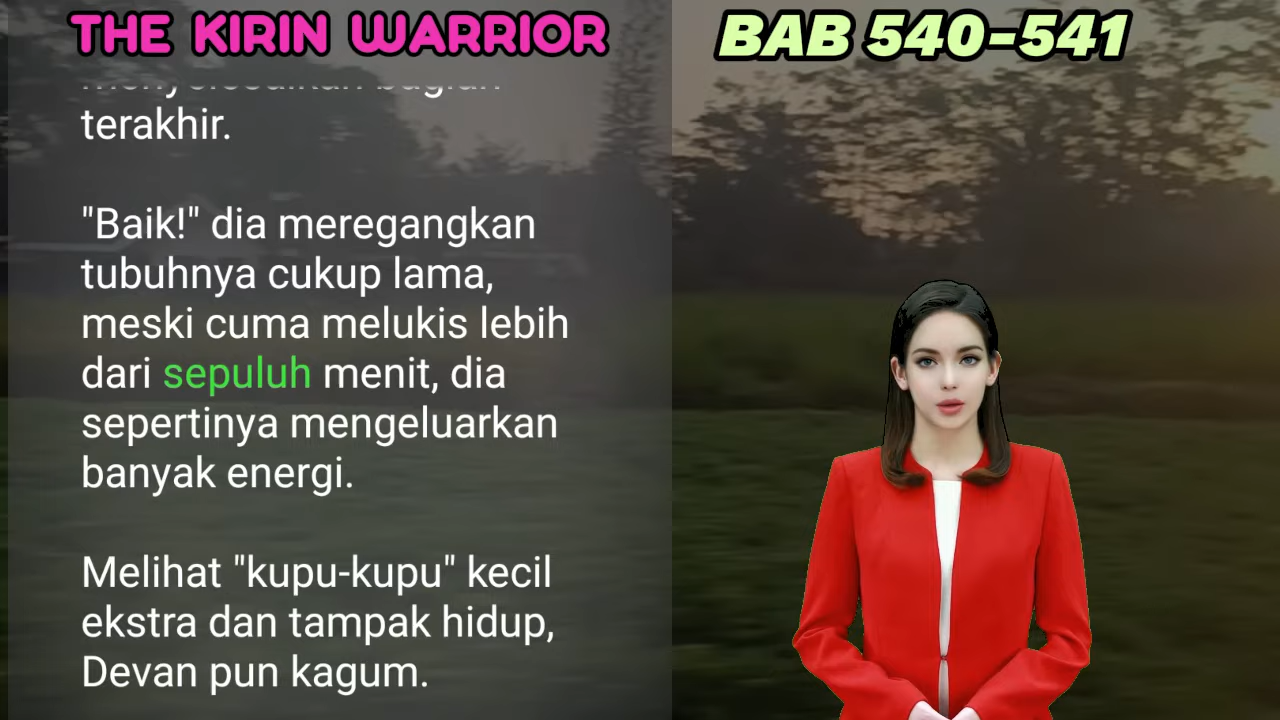 THE KIRIN WARRIOR
BAB 540-541
terakhir.
"Baik!" dia meregangkan
tubuhnya cukup lama,
meski cuma melukis lebih
dari sepuluh menit, dia
sepertinya mengeluarkan
banyak energi.
Melihat "kupu-kupu" kecil
ekstra dan tampak hidup,
Devan pun kagum.